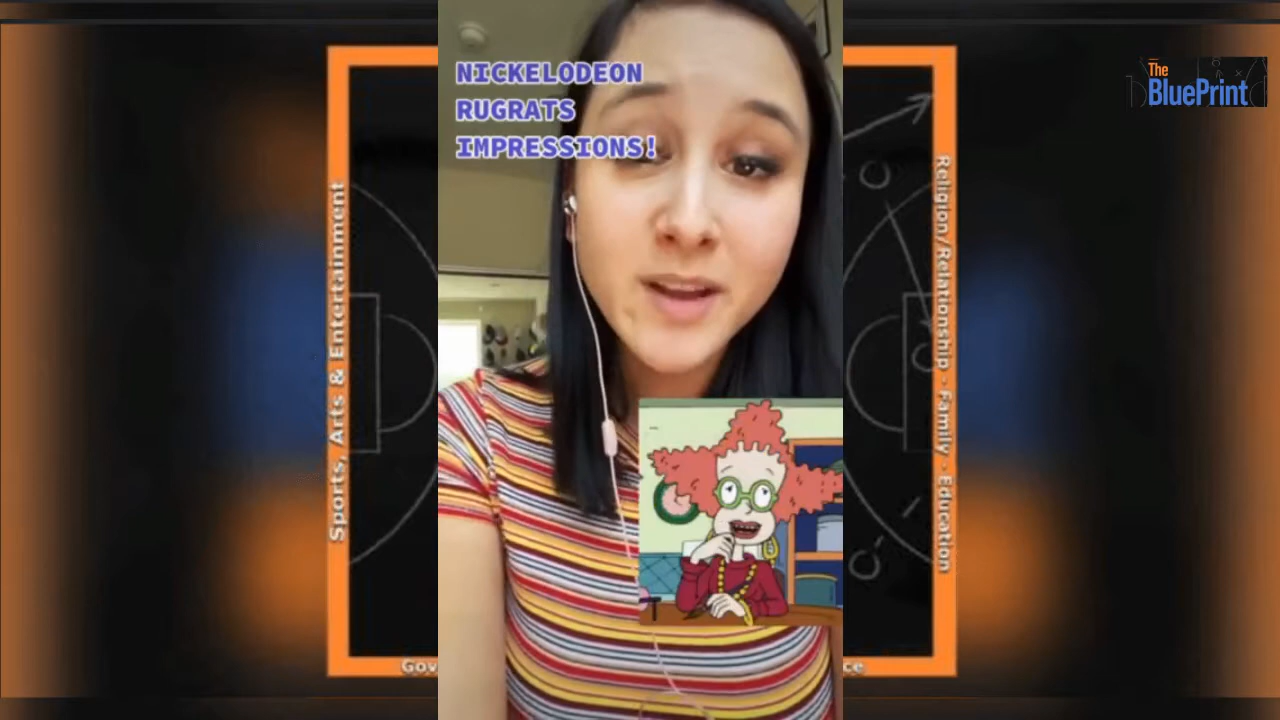 NICKELODEON
RUGRATS
IMPRESSIONS!
The
BluePrint
Sports, Arts & Entertainment
Religion/Relationship - Family - Education